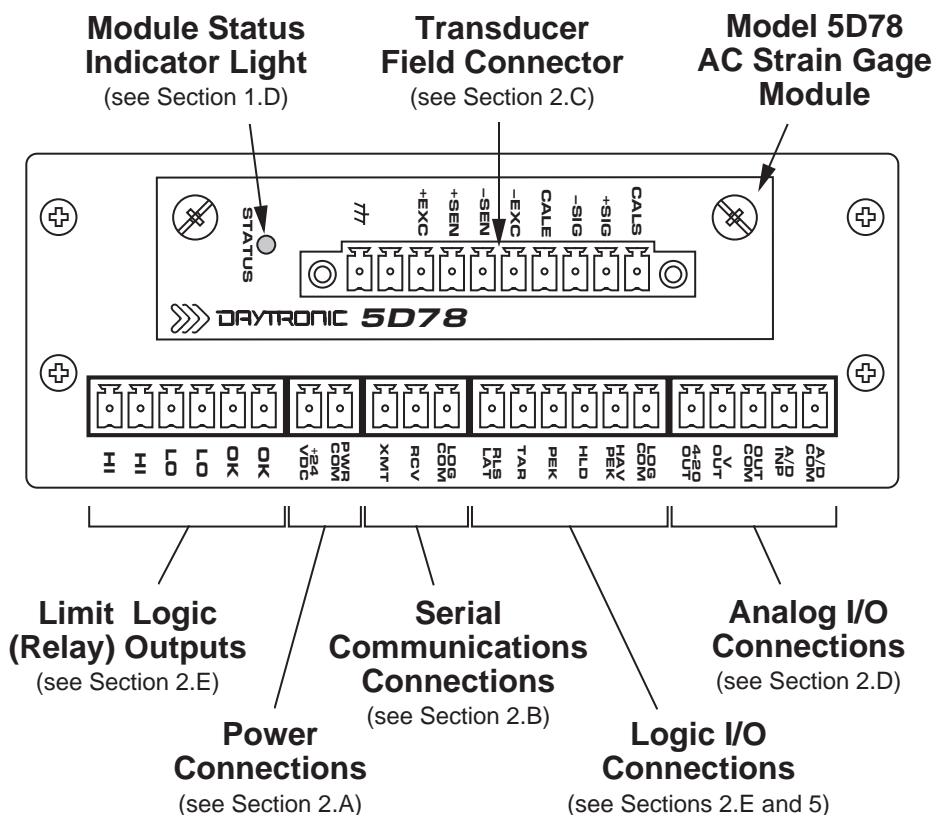 Module Status
Indicator Light
(see Section 1.D)
Transducer
Field Connector
(see Section 2.C)
Model 5D78
AC Strain Gage
Module
STATUS
+EXC
+SEN
–SEN
–EXC
CALE
–SIG
+SIG
CALS
DAYTRONIC 5D78
HI
HI
LO
LO
OK
OK
+24
VDC
PWR
COM
XMT
RCV
LOG
COM
RLS
LAT
TAR
PEK
HLD
HAV
PEK
LOG
COM
4-20
OUT
V
OUT
OUT
COM
A/D
INP
A/D
COM
Limit Logic
(Relay) Outputs
(see Section 2.E)
Power
Connections
(see Section 2.A)
Serial
Communications
Connections
(see Section 2.B)
Logic I/O
Connections
(see Sections 2.E and 5)
Analog I/O
Connections
(see Section 2.D)